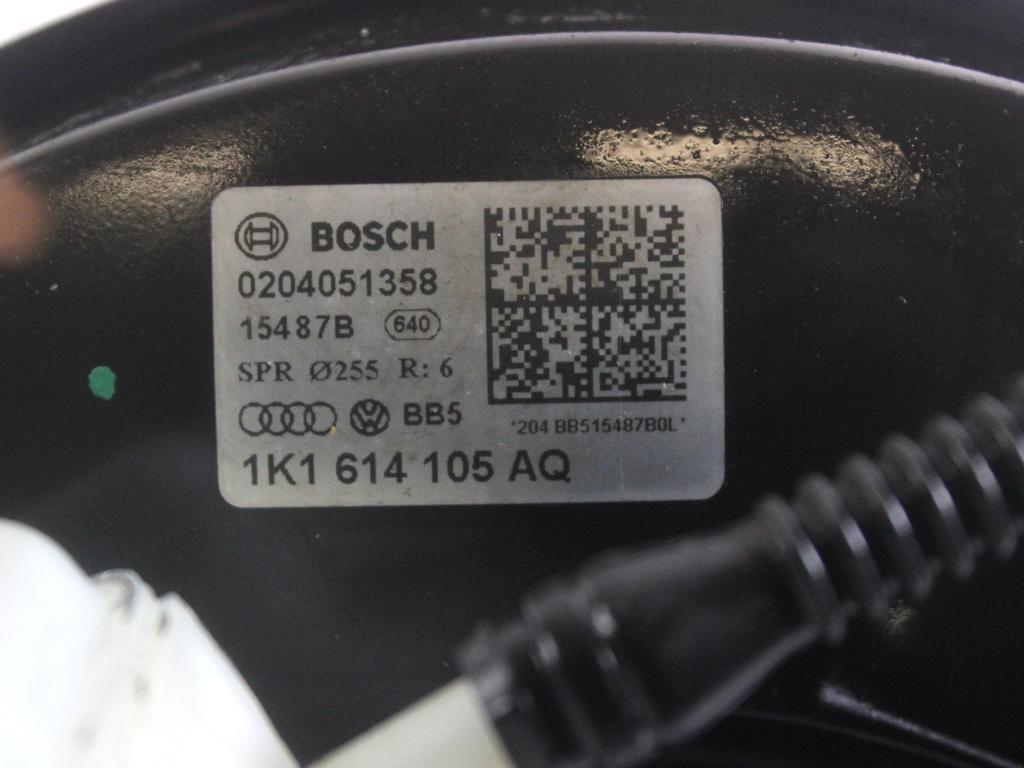 BOSCH
0204051358
15487B 640
SPR Ø255 R: 6
BB5
*204 BB515487B0L*
1K1 614 105 AQ